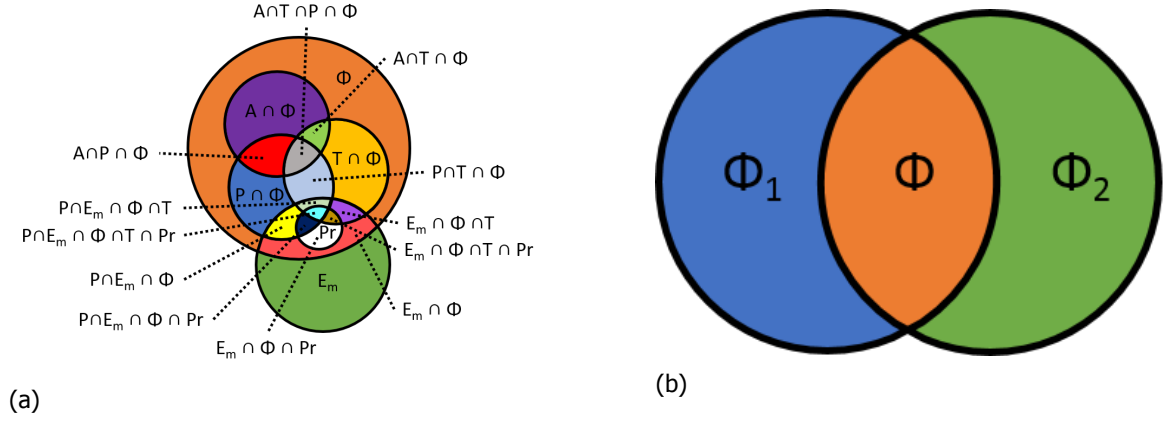 A∩T∩P ∩ Φ
A∩T ∩ Φ
Φ
A ∩ Φ
A∩P ∩ Φ
T ∩ Φ
P∩T ∩ Φ
P ∩ Φ
P∩Em ∩ Φ ∩T
Em ∩ Φ ∩T
P∩Em ∩ Φ ∩T ∩ Pr
Pr
Em ∩ Φ ∩T ∩ Pr
P∩Em ∩ Φ
Em
Em ∩ Φ
P∩Em ∩ Φ ∩ Pr
Em ∩ Φ ∩ Pr
(a)
Φ1
Φ
Φ2
(b)